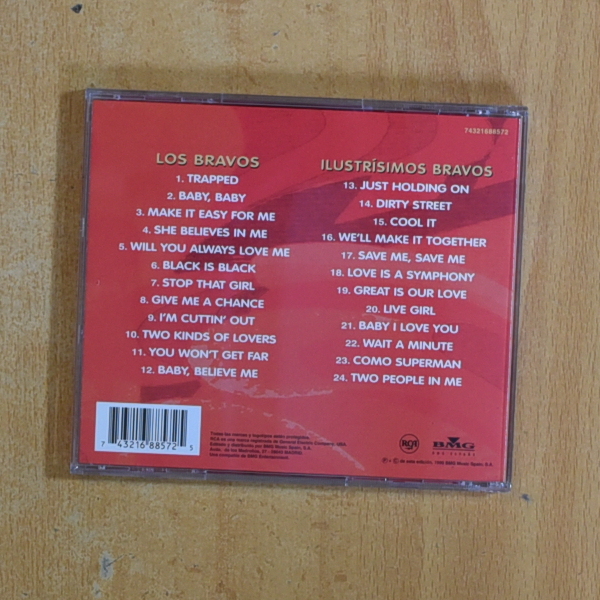 74321688572
LOS BRAVOS
1. TRAPPED
2. BABY, BABY
3. MAKE IT EASY FOR ME
4. SHE BELIEVES IN ME
5. WILL YOU ALWAYS LOVE ME
6. BLACK IS BLACK
7. STOP THAT GIRL
8. GIVE ME A CHANCE
9. I'M CUTTIN' OUT
10. TWO KINDS OF LOVERS
11. YOU WON'T GET FAR
12. BABY, BELIEVE ME
ILUSTRÍSIMOS BRAVOS
13. JUST HOLDING ON
14. DIRTY STREET
15. COOL IT
16. WE'LL MAKE IT TOGETHER
17. SAVE ME, SAVE ME
18. LOVE IS A SYMPHONY
19. GREAT IS OUR LOVE
20. LIVE GIRL
21. BABY I LOVE YOU
22. WAIT A MINUTE
23. COMO SUPERMAN
24. TWO PEOPLE IN ME
7 43216 88572 5
RCA
BMG